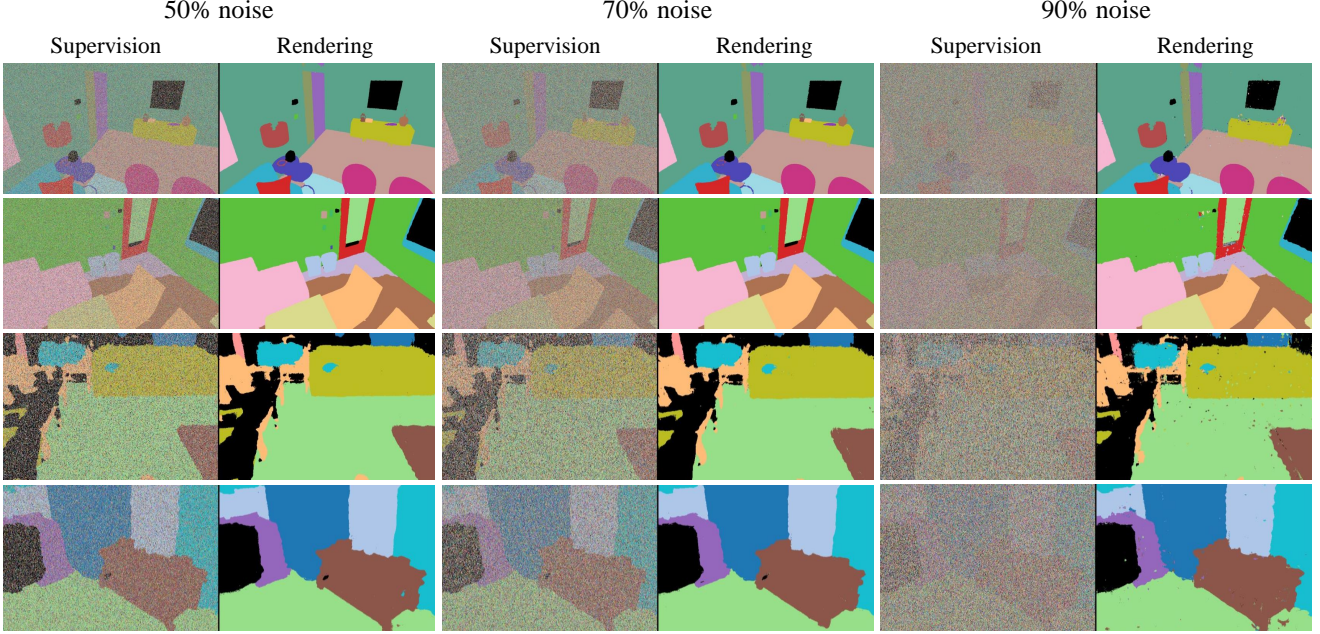 50% noise 70% noise 90% noise
Supervision Rendering Supervision Rendering Supervision Rendering